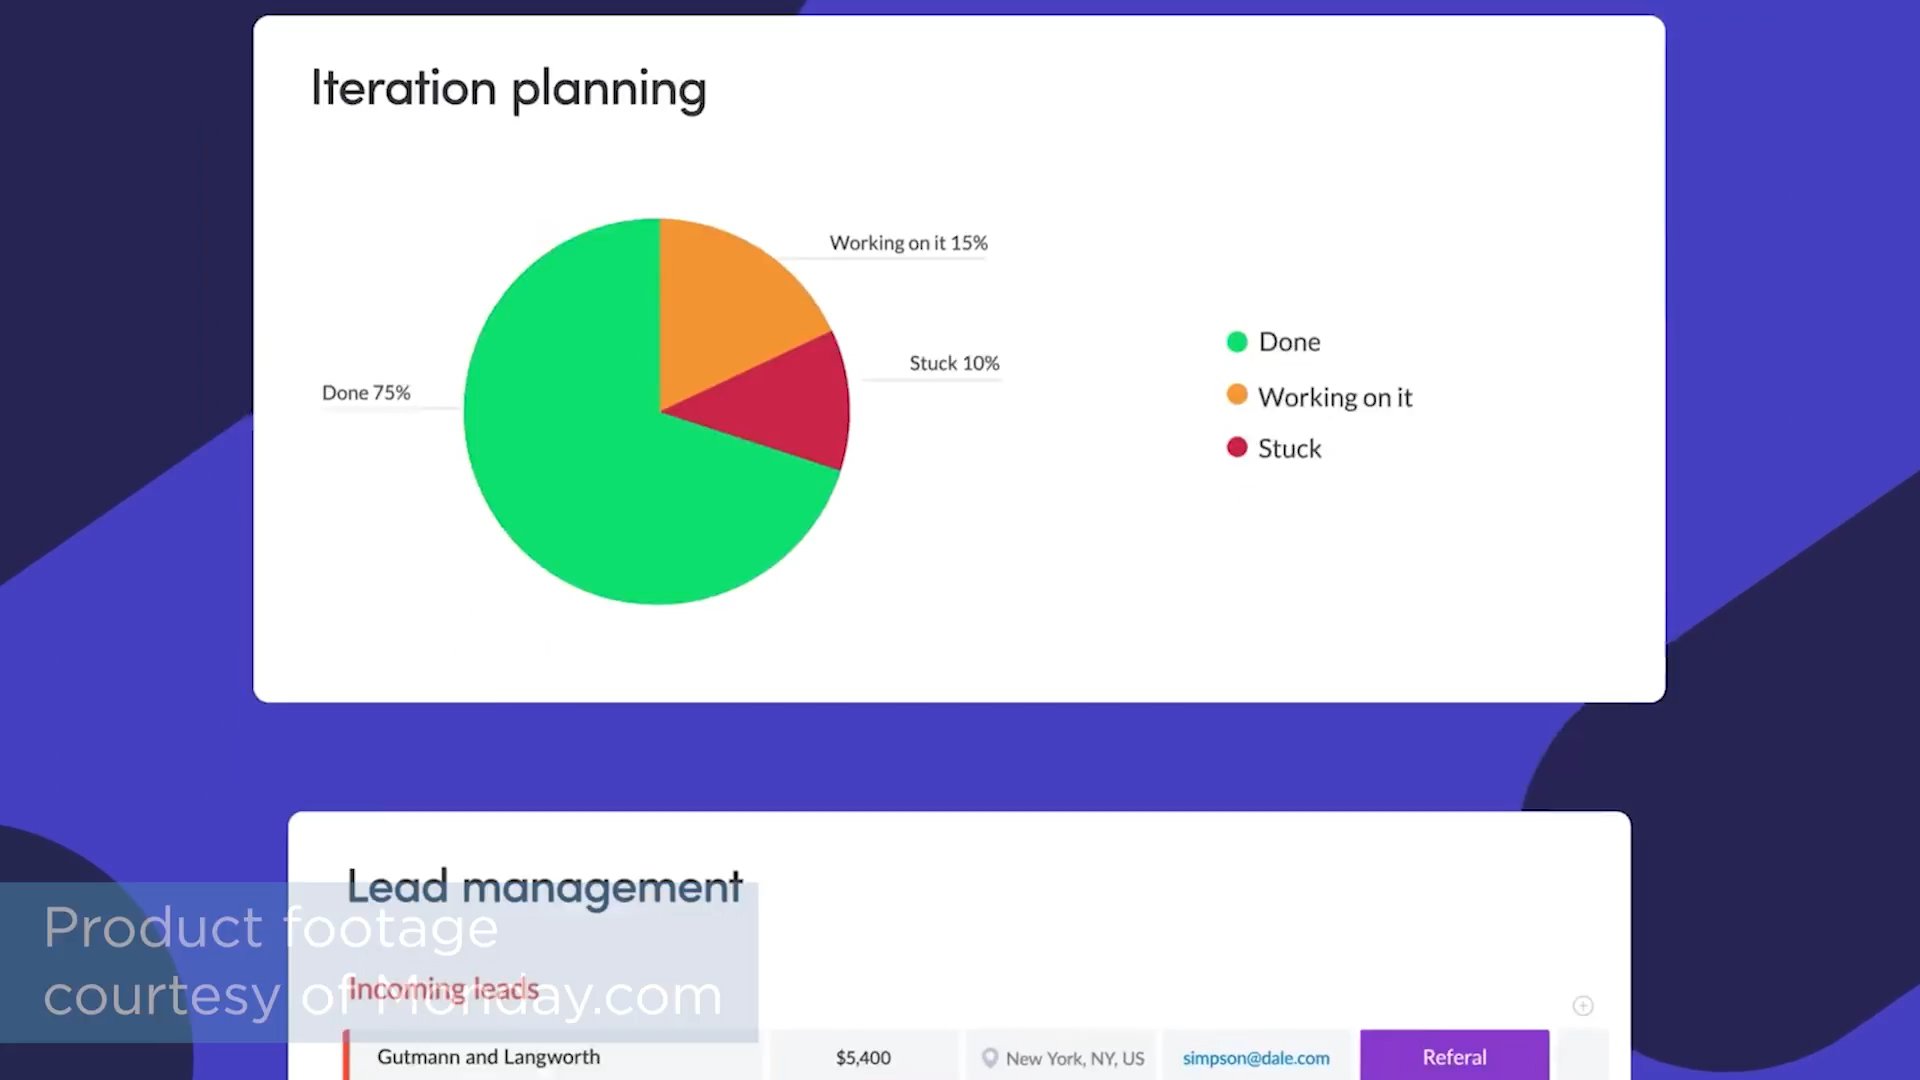 Iteration planning
Working on it 15%
Stuck 10%
Done 75%
Done
Working on it
Stuck
Lead management
Product footage
courtesy of Monday.com
Incoming leads
Gutmann and Langworth $5,400 New York, NY, US simpson@dale.com Referal